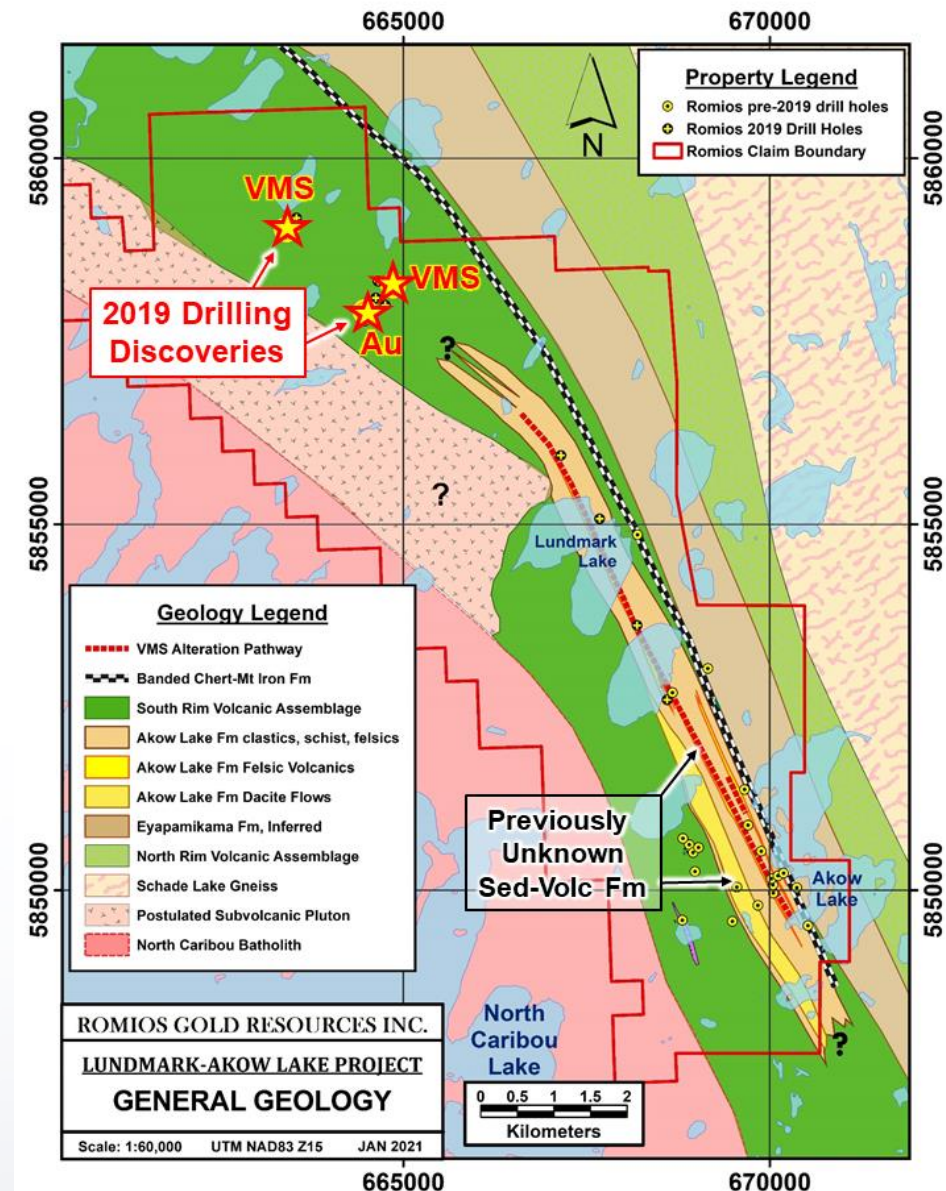 665000
670000
5860000
5855000
5850000
5860000
5855000
5850000
Property Legend
Romios pre-2019 drill holes
Romios 2019 Drill Holes
Romios Claim Boundary
N
VMS
VMS
Au
2019 Drilling
Discoveries
?
?
Lundmark
Lake
Geology Legend
VMS Alteration Pathway
Banded Chert-Mt Iron Fm
South Rim Volcanic Assemblage
Akow Lake Fm clastics, schist, felsics
Akow Lake Fm Felsic Volcanics
Akow Lake Fm Dacite Flows
Eyapamikama Fm, Inferred
North Rim Volcanic Assemblage
Schade Lake Gneiss
Postulated Subvolcanic Pluton
North Caribou Batholith
Previously
Unknown
Sed-Volc Fm
Akow
Lake
?
North
Caribou
Lake
ROMIOS GOLD RESOURCES INC.
LUNDMARK-AKOW LAKE PROJECT
GENERAL GEOLOGY
Scale: 1:60,000 UTM NAD83 Z15 JAN 2021
0 0.5 1 1.5 2
Kilometers
665000
670000